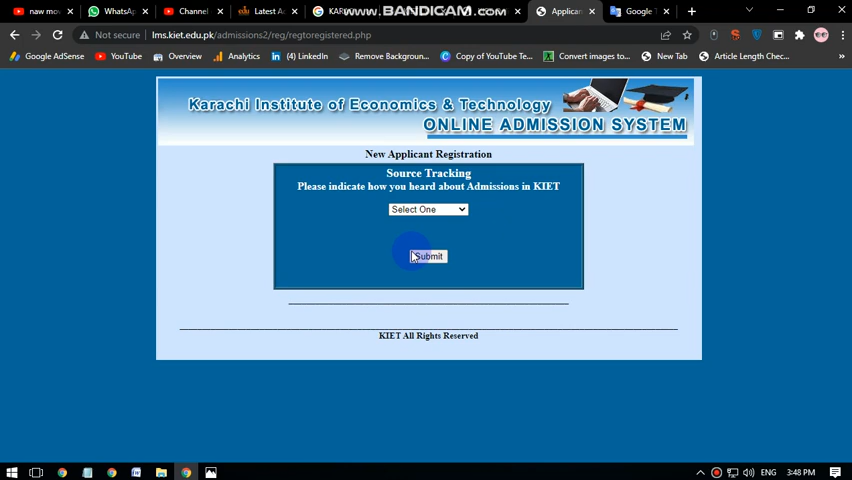 naw mov
WhatsAp
Channel
Latest Ar
WWW.BANDICAM.COM
Applican
Google T
Not secure
lms.kiet.edu.pk/admissions2/reg/regtoregistered.php
Google AdSense
YouTube
Overview
Analytics
(4) LinkedIn
Remove Backgroun...
Copy of YouTube Te...
Convert images to...
New Tab
Article Length Chec...
Karachi Institute of Economics & Technology
ONLINE ADMISSION SYSTEM
New Applicant Registration
Source Tracking
Please indicate how you heard about Admissions in KIET
Select One
Submit
KIET All Rights Reserved
ENG
3:48 PM